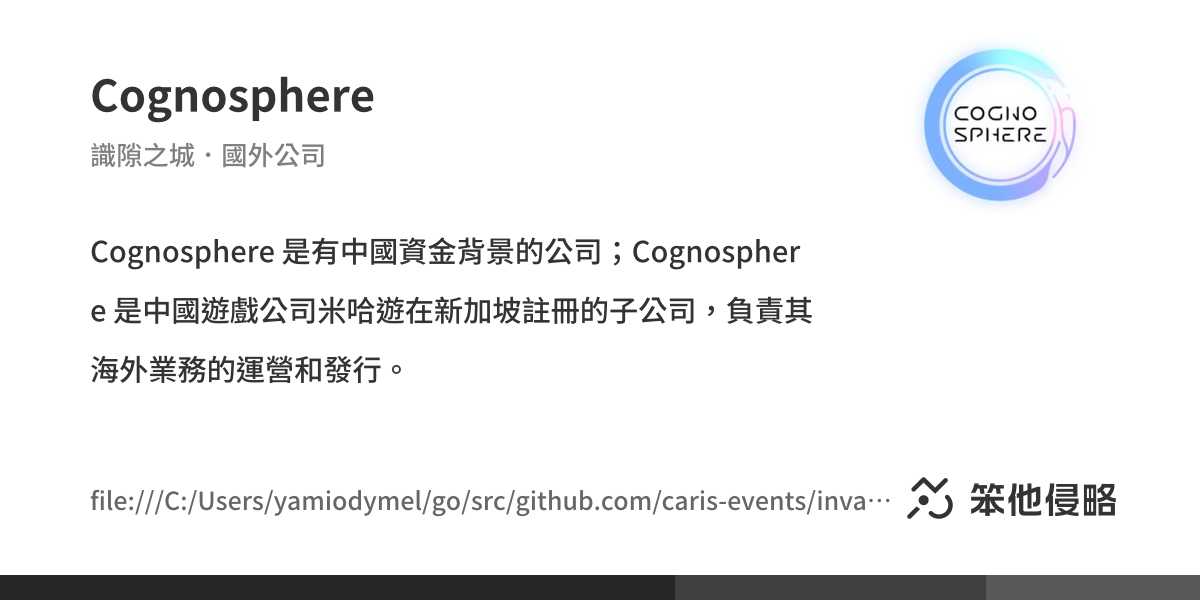 Cognosphere
識隙之城・國外公司
COGNO
SPHERE
Cognosphere 是有中國資金背景的公司；Cognospher
e 是中國遊戲公司米哈遊在新加坡註冊的子公司，負責其
海外業務的運營和發行。
file:///C:/Users/yamiodymel/go/src/github.com/caris-events/inva…
笨他侵略